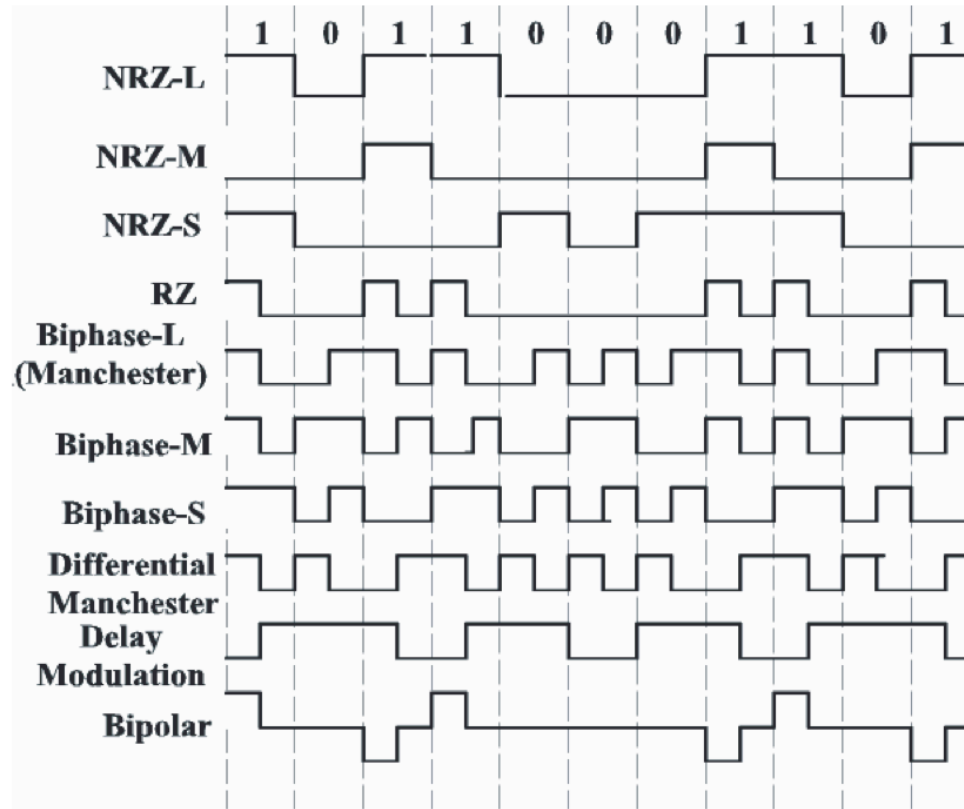 1 0 1 1 0 0 0 1 1 0 1
NRZ-L
NRZ-M
NRZ-S
RZ
Biphase-L
(Manchester)
Biphase-M
Biphase-S
Differential
Manchester
Delay
Modulation
Bipolar